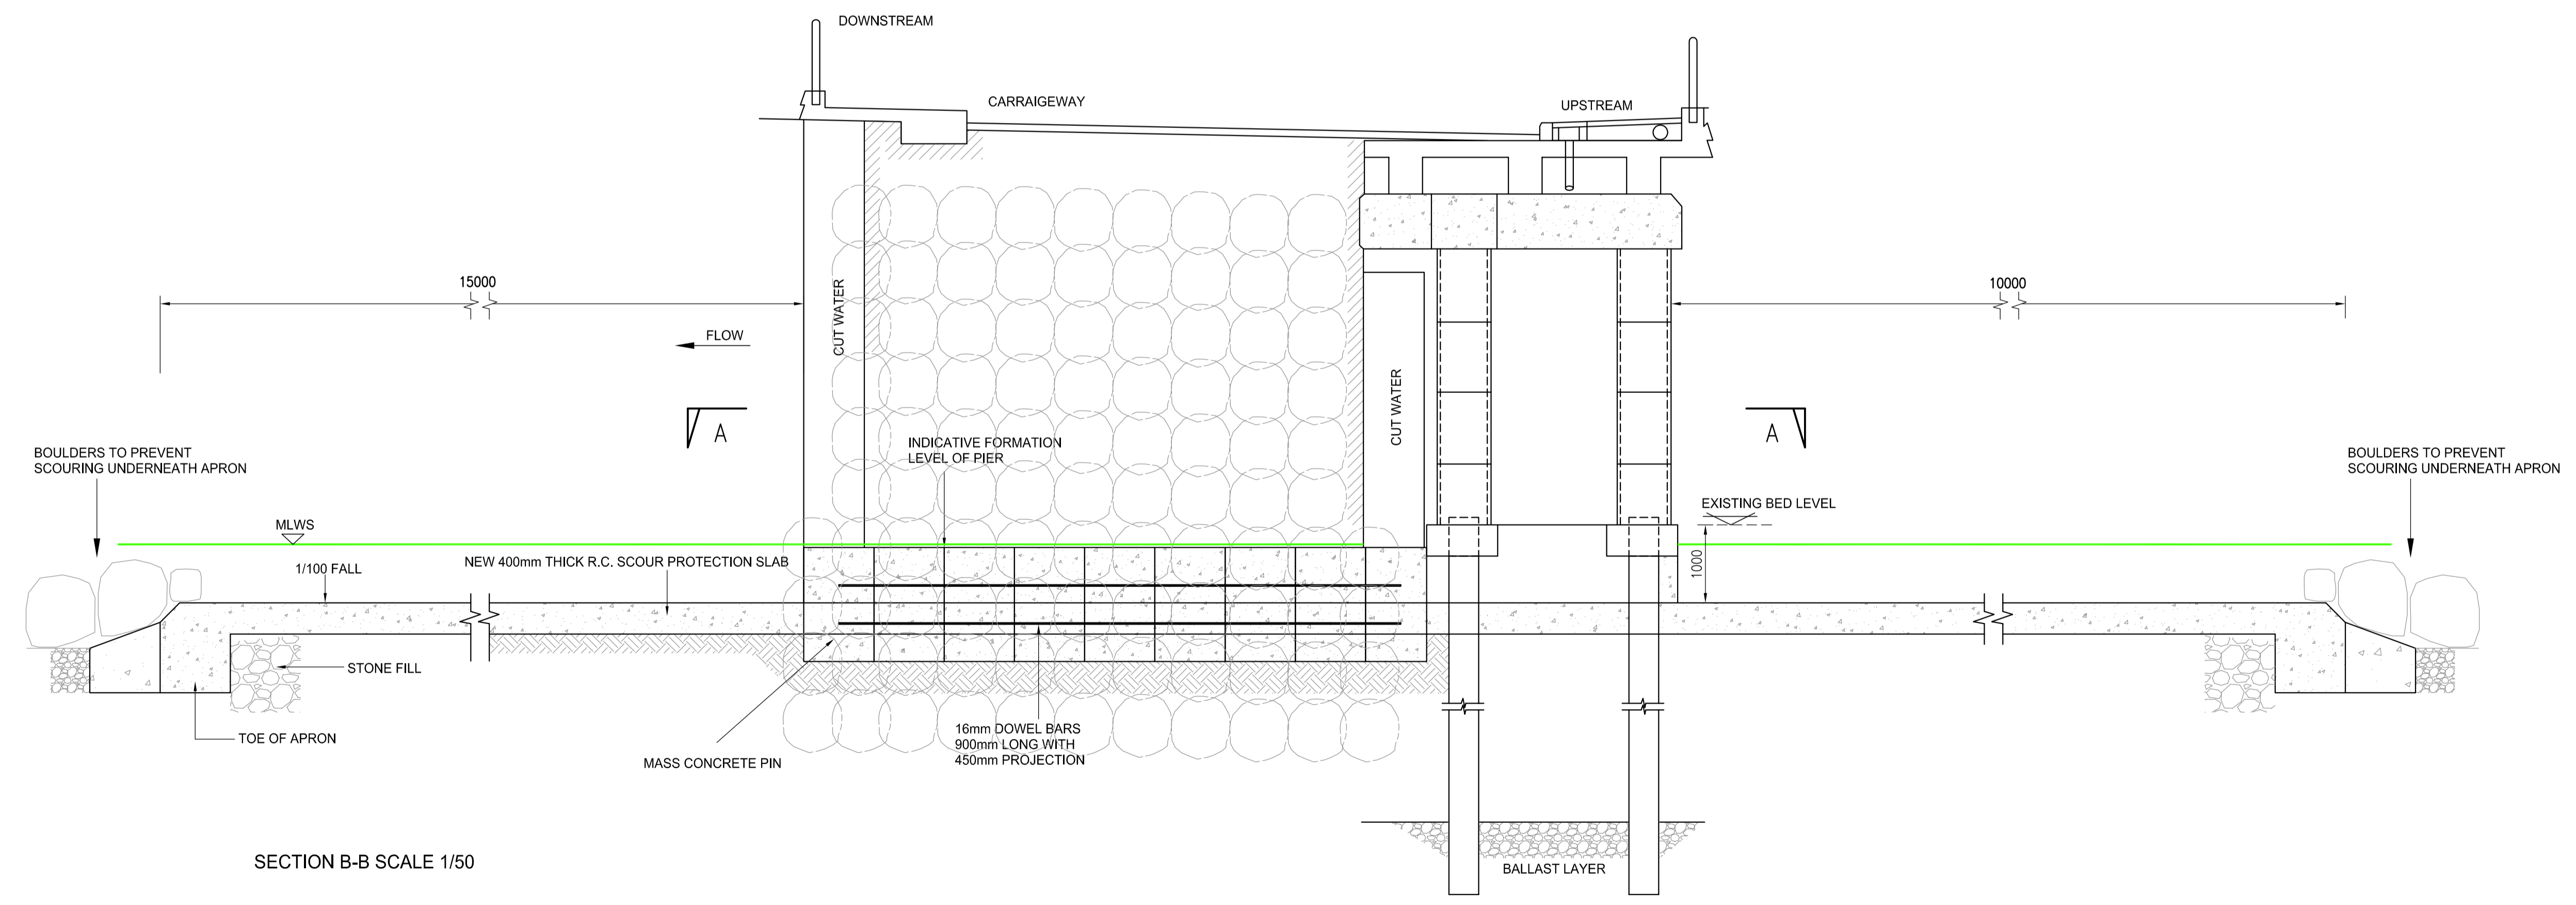 DOWNSTREAM
CARRAIGEWAY
UPSTREAM
15000
10000
CUT WATER
FLOW
CUT WATER
A
A
INDICATIVE FORMATION
LEVEL OF PIER
BOULDERS TO PREVENT
SCOURING UNDERNEATH APRON
BOULDERS TO PREVENT
SCOURING UNDERNEATH APRON
EXISTING BED LEVEL
MLWS
1000
1/100 FALL
NEW 400mm THICK R.C. SCOUR PROTECTION SLAB
STONE FILL
TOE OF APRON
16mm DOWEL BARS
900mm LONG WITH
450mm PROJECTION
MASS CONCRETE PIN
SECTION B-B SCALE 1/50
BALLAST LAYER